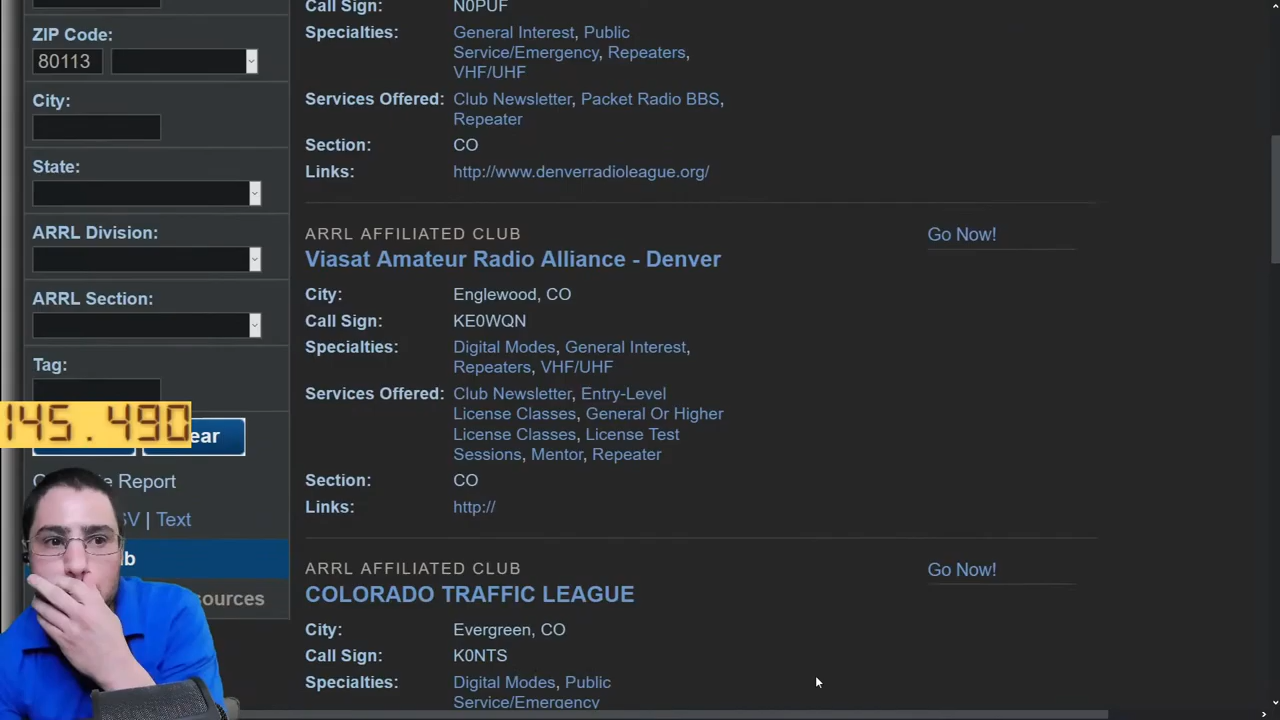 ZIP Code:
80113
City:
State:
ARRL Division:
ARRL Section:
Tag:
145.490
ear
Report
SV | Text
b
sources
Call Sign: N0PUF
Specialties: General Interest, Public
Service/Emergency, Repeaters,
VHF/UHF
Services Offered: Club Newsletter, Packet Radio BBS,
Repeater
Section: CO
Links: http://www.denverradioleague.org/
ARRL AFFILIATED CLUB Go Now!
Viasat Amateur Radio Alliance - Denver
City: Englewood, CO
Call Sign: KE0WQN
Specialties: Digital Modes, General Interest,
Repeaters, VHF/UHF
Services Offered: Club Newsletter, Entry-Level
License Classes, General Or Higher
License Classes, License Test
Sessions, Mentor, Repeater
Section: CO
Links: http://
ARRL AFFILIATED CLUB Go Now!
COLORADO TRAFFIC LEAGUE
City: Evergreen, CO
Call Sign: K0NTS
Specialties: Digital Modes, Public
Service/Emergency